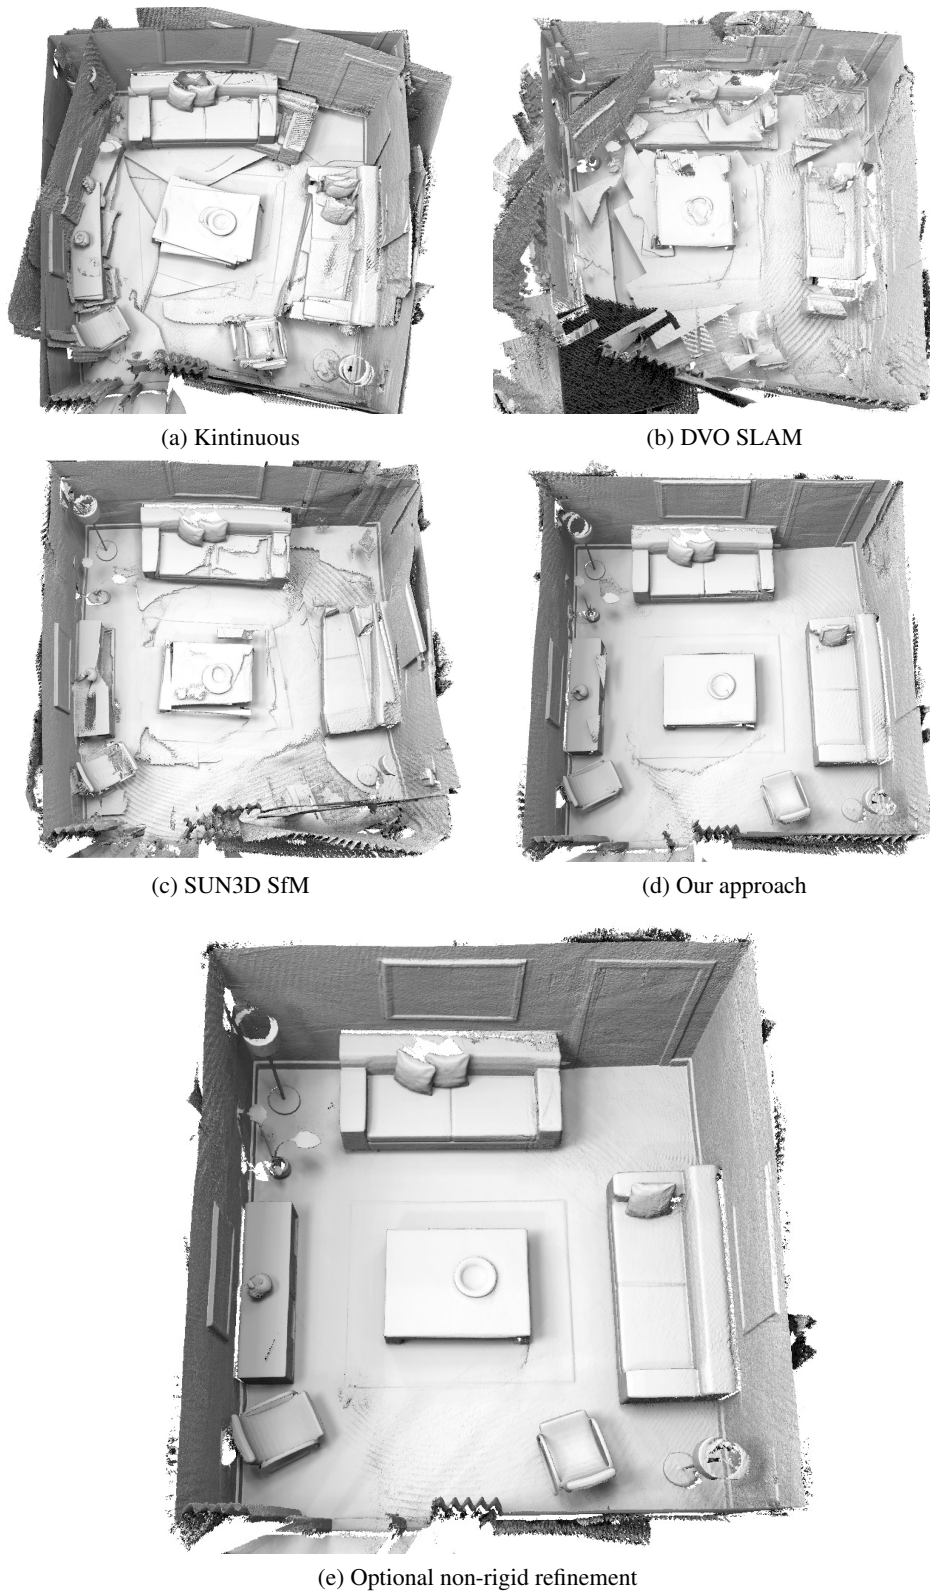 (a) Kintinuous
(b) DVO SLAM
(c) SUN3D SfM
(d) Our approach
(e) Optional non-rigid refinement